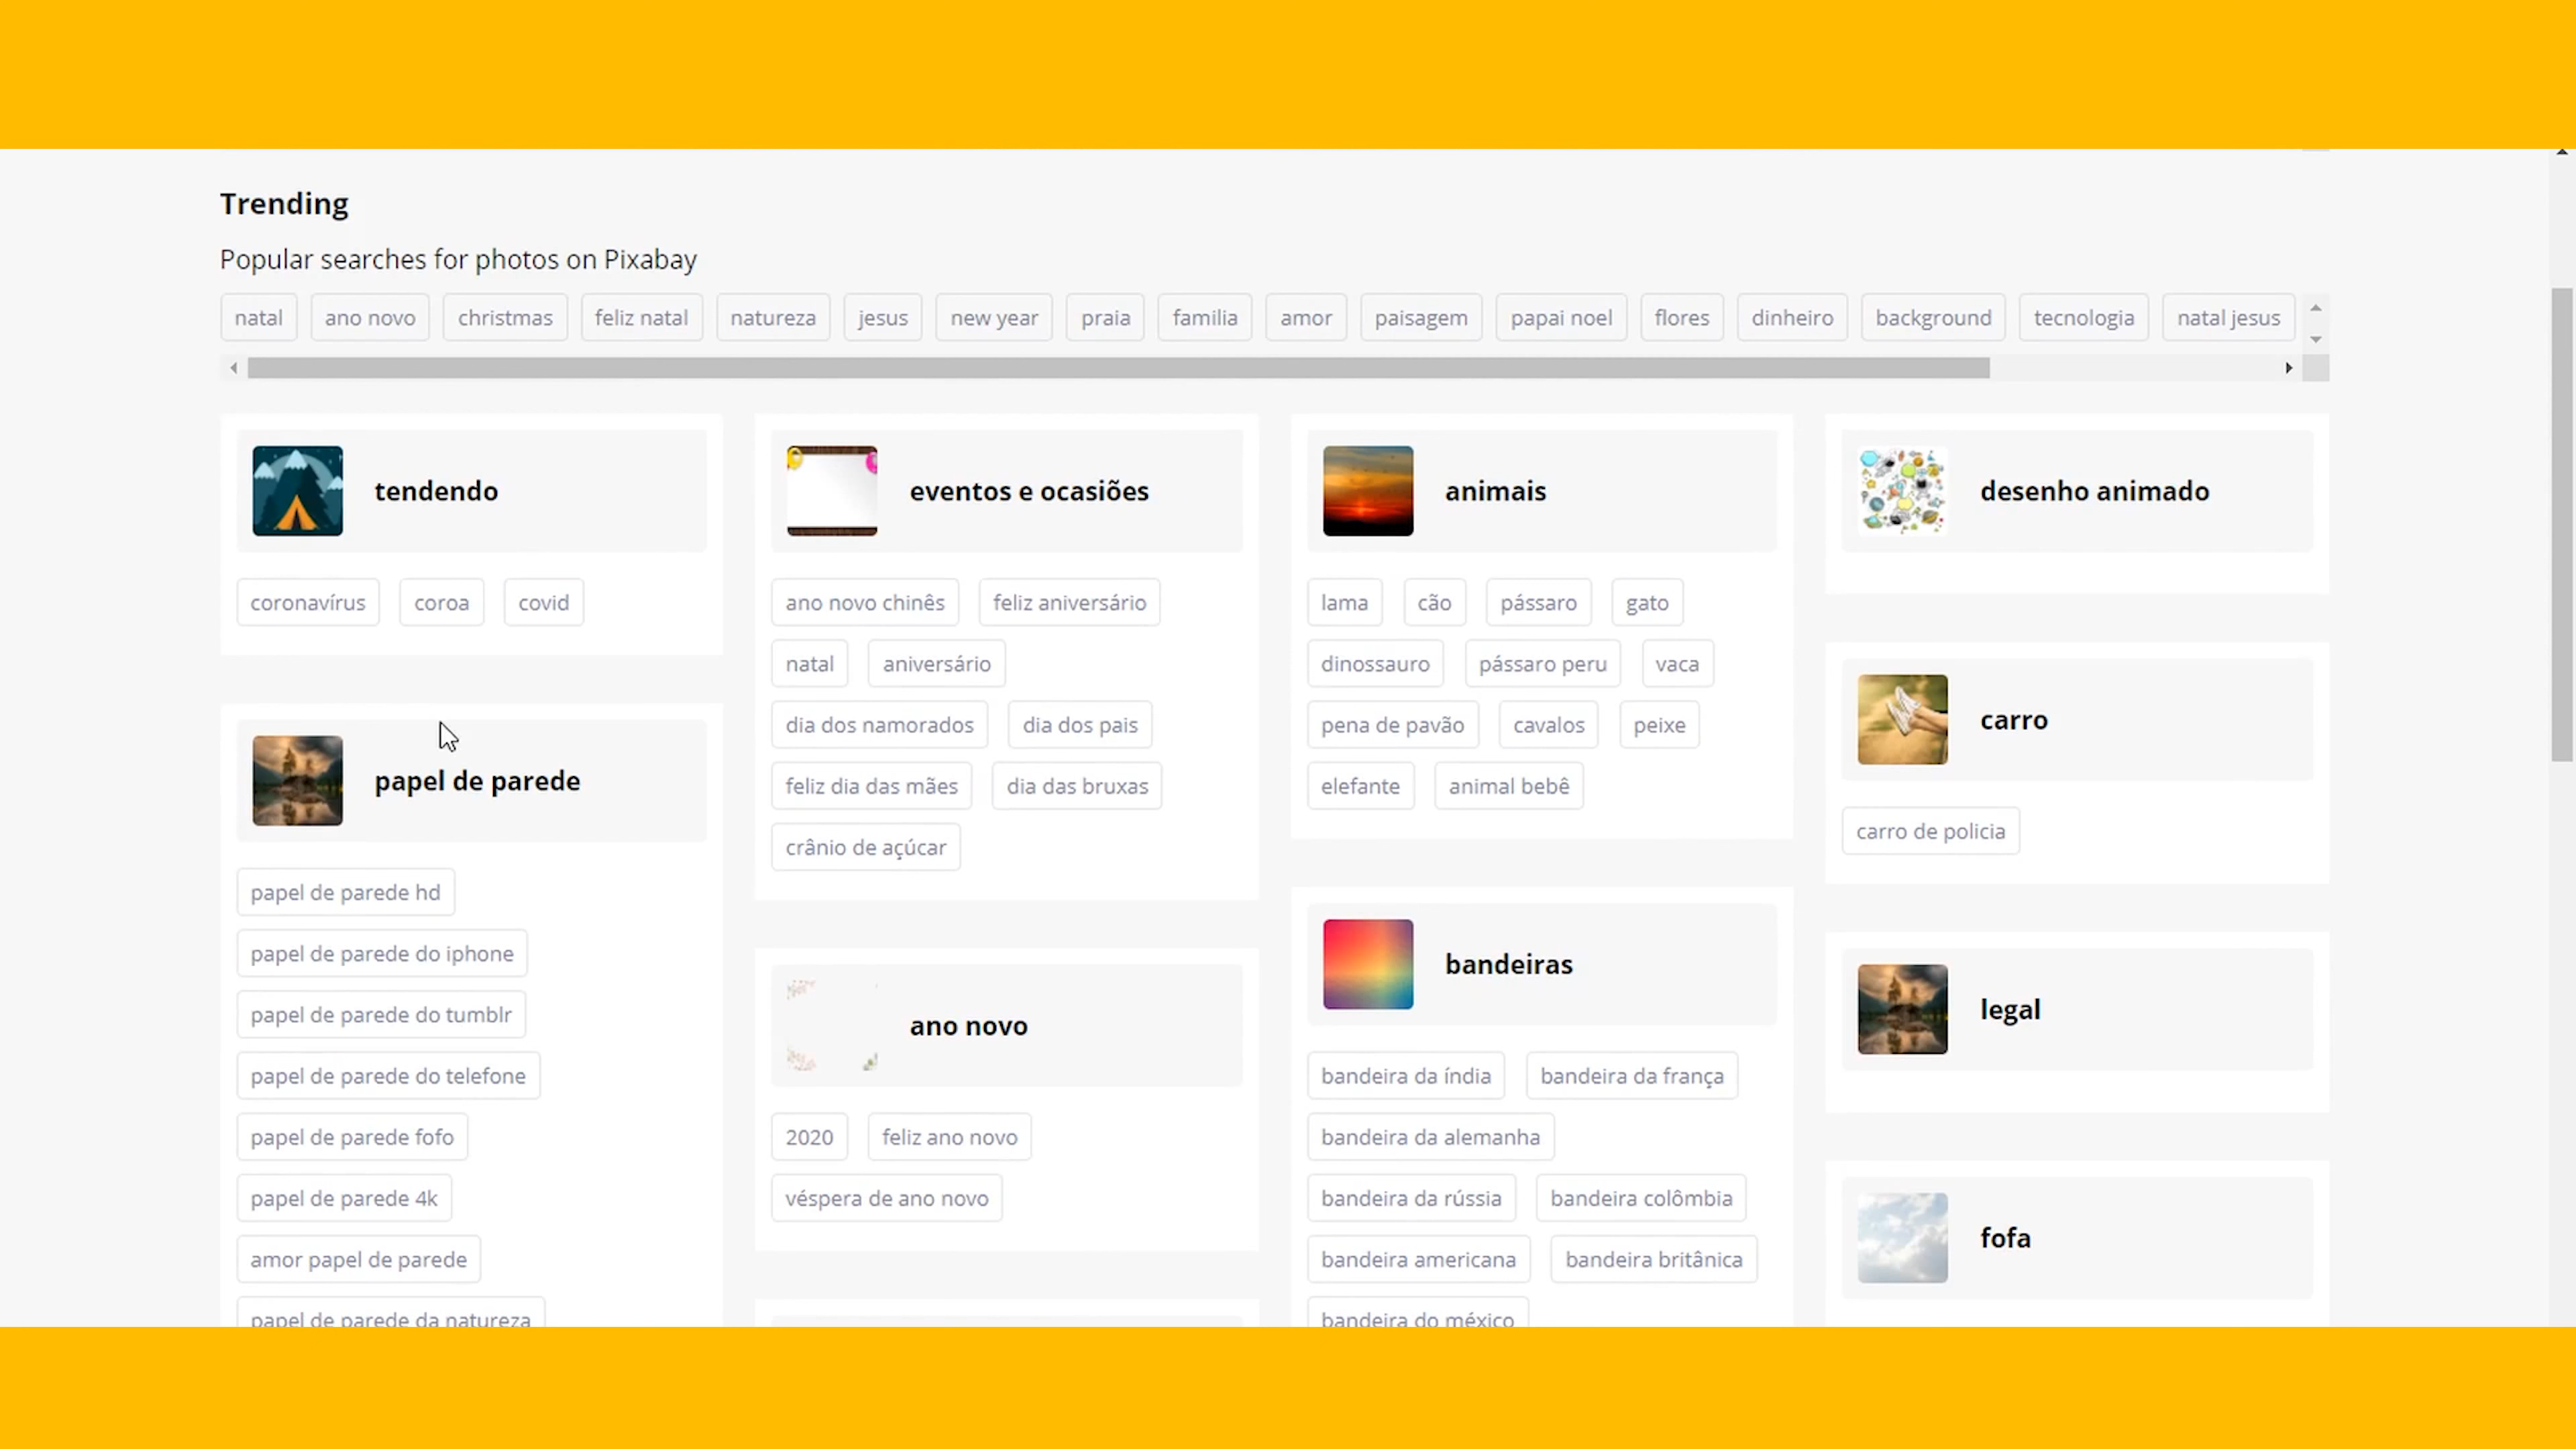 Trending
Popular searches for photos on Pixabay
natal ano novo christmas feliz natal natureza jesus new year praia familia amor paisagem papai noel flores dinheiro background tecnologia natal jesus
tendendo
coronavírus coroa covid
papel de parede
papel de parede hd
papel de parede do iphone
papel de parede do tumblr
papel de parede do telefone
papel de parede fofo
papel de parede 4k
amor papel de parede
papel de parede da natureza
eventos e ocasiões
ano novo chinês feliz aniversário
natal aniversário
dia dos namorados dia dos pais
feliz dia das mães dia das bruxas
crânio de açúcar
ano novo
2020 feliz ano novo
véspera de ano novo
animais
lama cão pássaro gato
dinossauro pássaro peru vaca
pena de pavão cavalos peixe
elefante animal bebê
bandeiras
bandeira da índia bandeira da frança
bandeira da alemanha
bandeira da rússia bandeira colômbia
bandeira americana bandeira britânica
bandeira do méxico
desenho animado
carro
carro de policia
legal
fofa